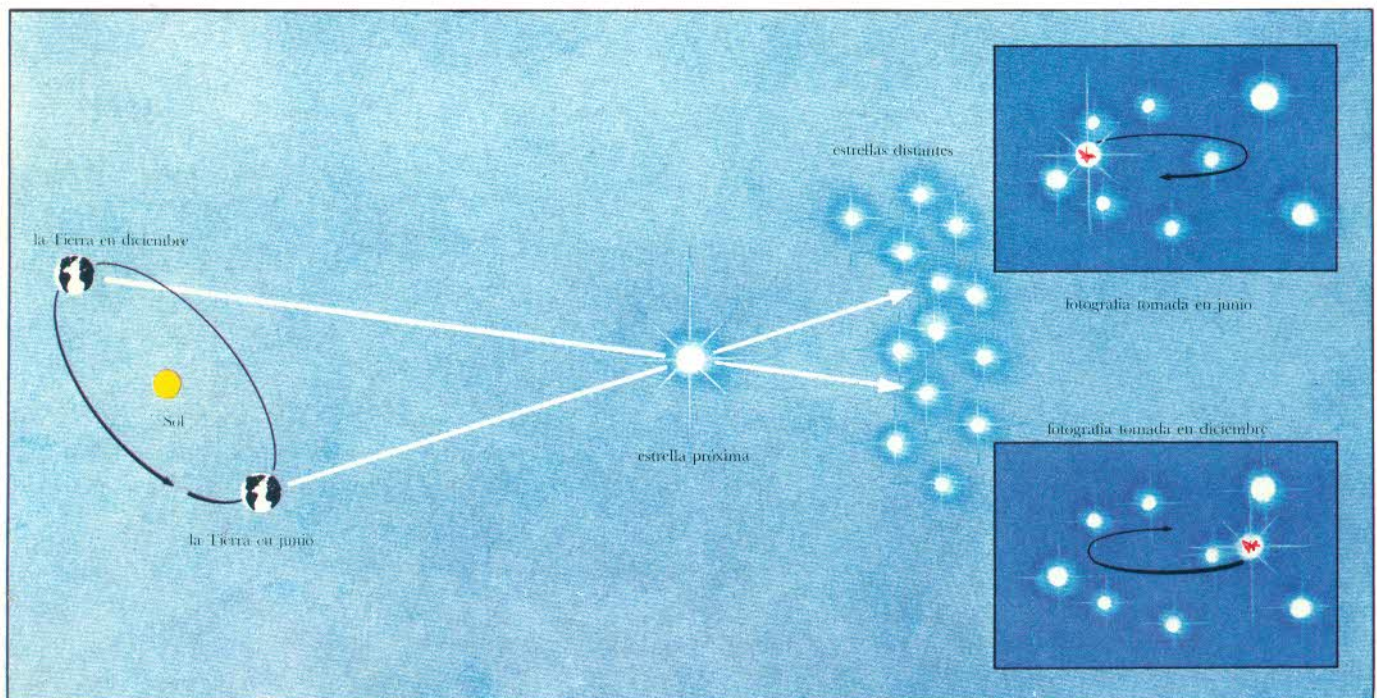 estrellas distantes
la Tierra en diciembre
fotografía tomada en junio
Sol
fotografía tomada en diciembre
estrella próxima
la Tierra en junio